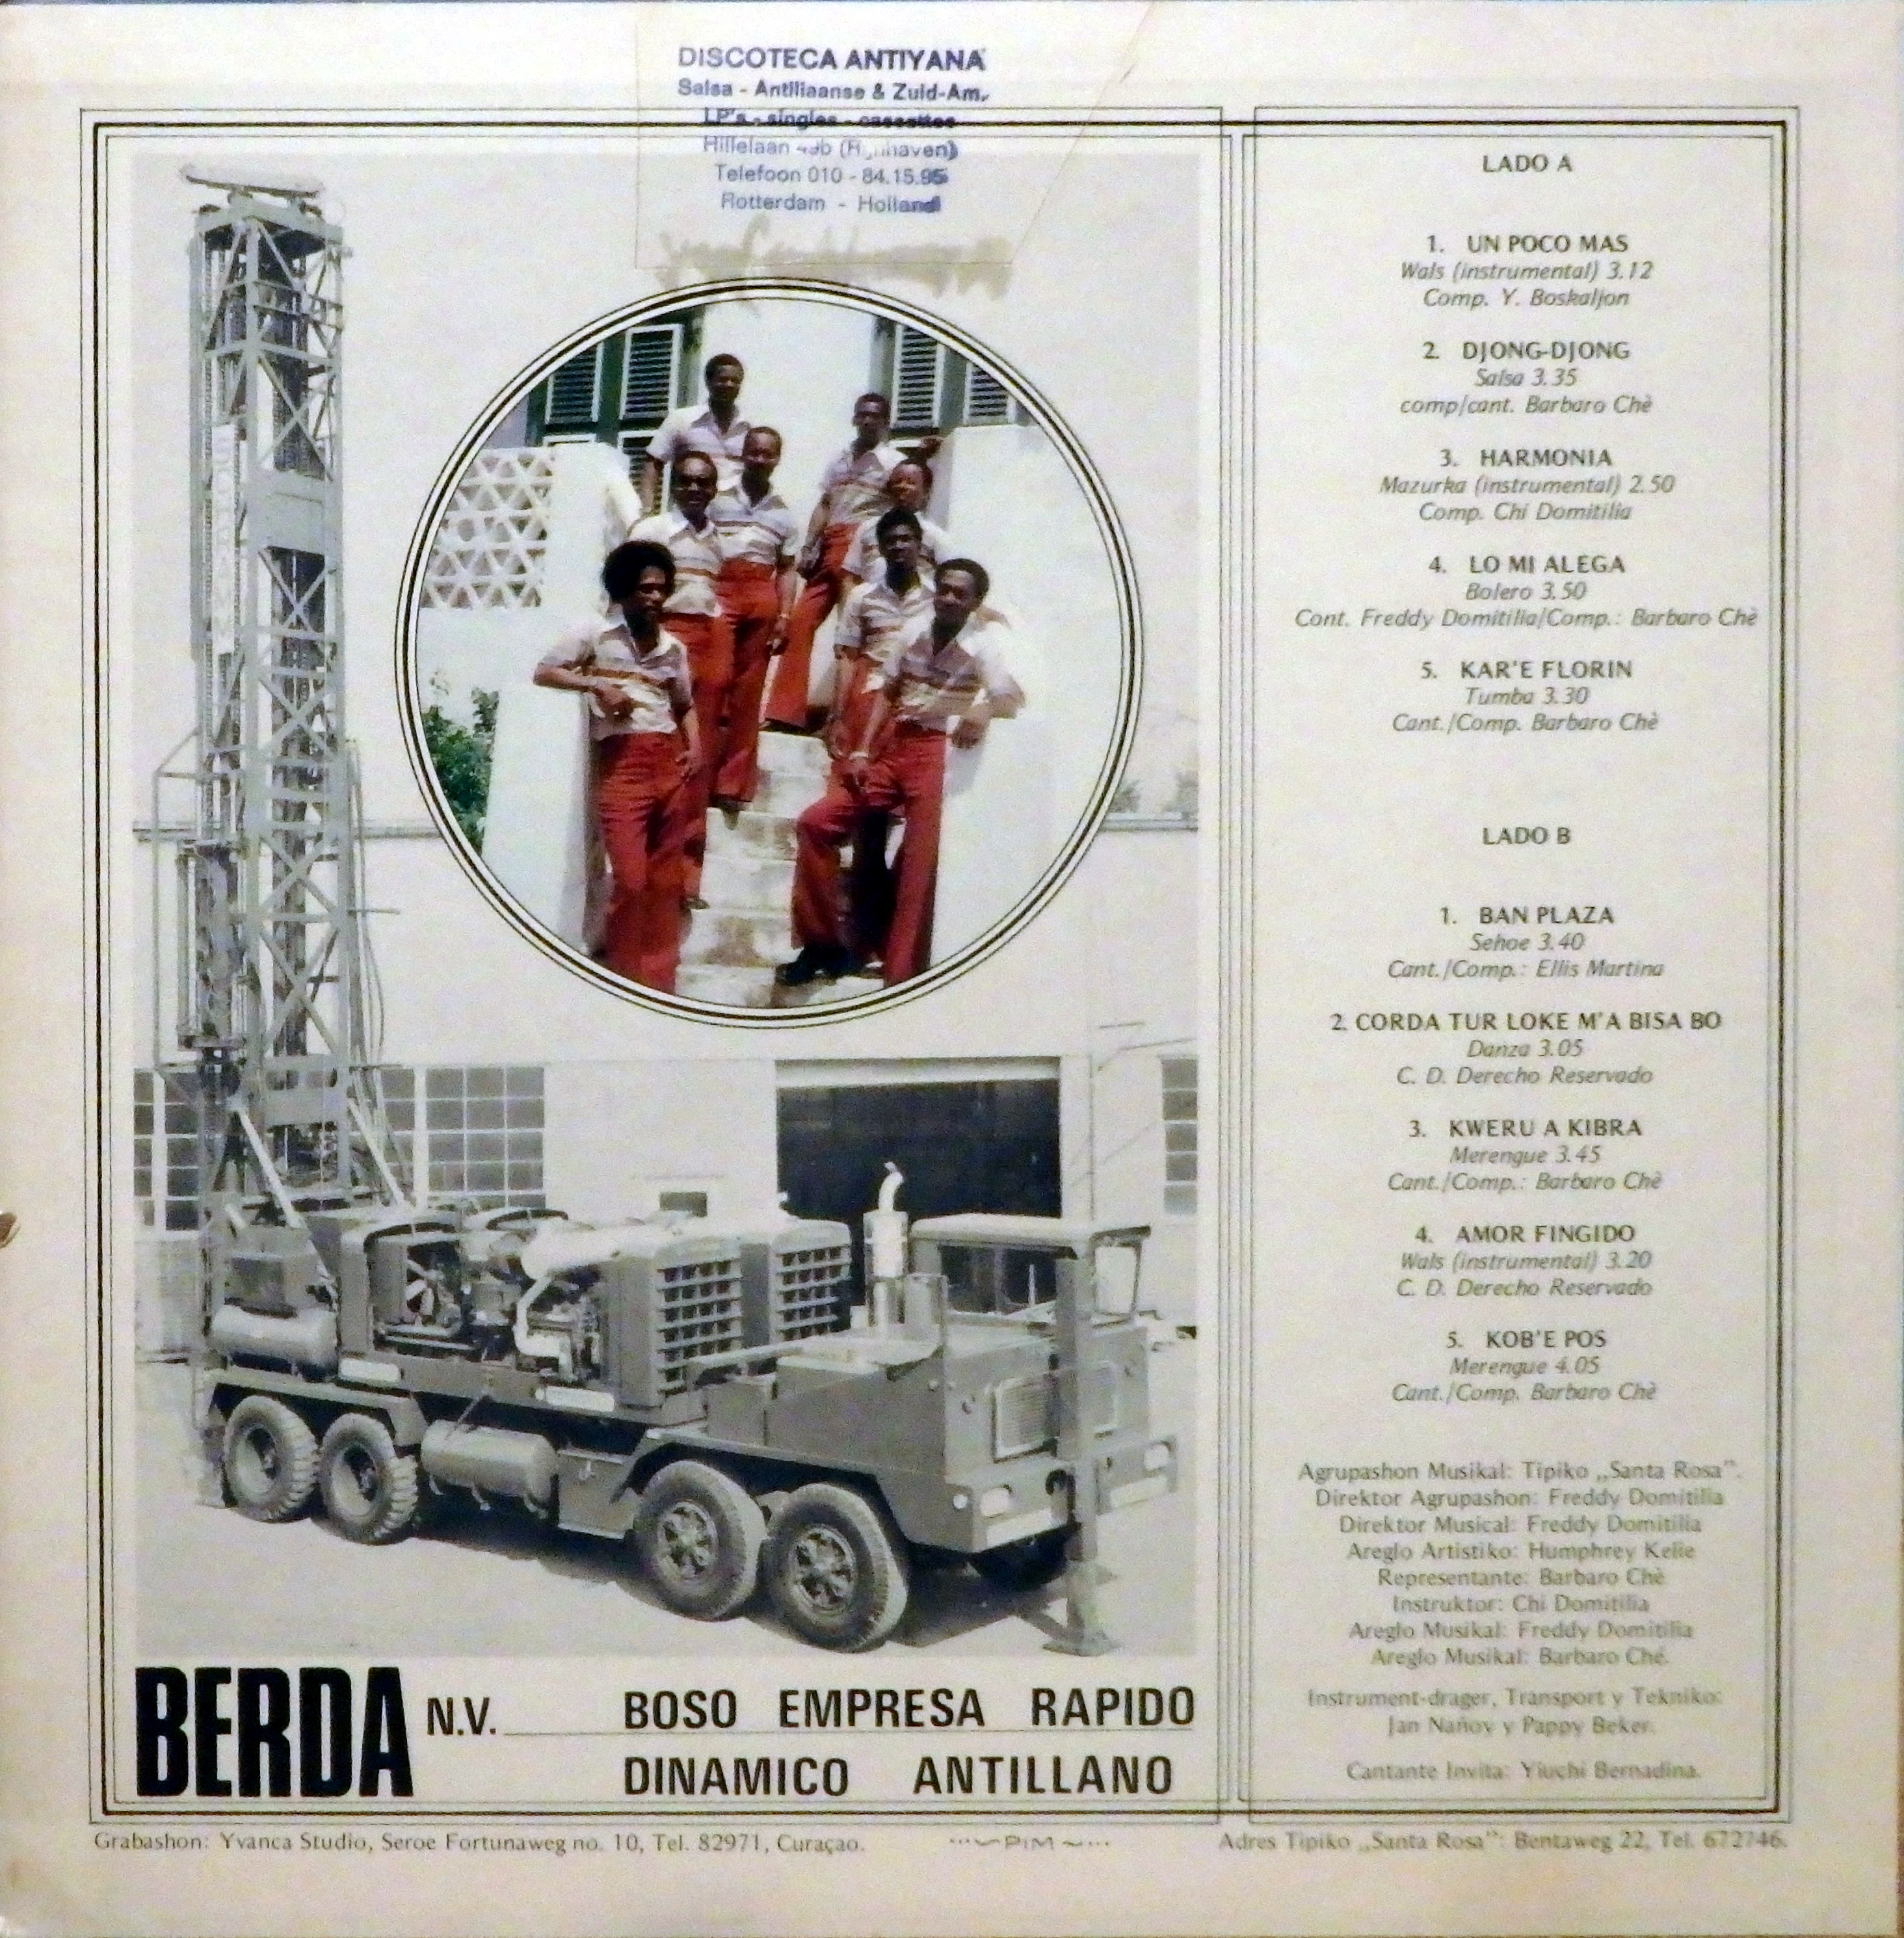 DISCOTECA ANTIYANA
Salsa - Antilliaanse & Zuid-Am.
LP's - singles - cassettes
Hillelaan
Telefoon 010 - 84.15.95
Rotterdam - Holland
LADO A
1. UN POCO MAS
Wals (instrumental) 3.12
Comp. Y. Boskaljon
2. DJONG-DJONG
Salsa 3.35
comp/cant. Barbaro Chè
3. HARMONIA
Mazurka (instrumental) 2.50
Comp. Chi Domitilia
4. LO MI ALEGA
Bolero 3.50
Cont. Freddy Domitilia/Comp.: Barbaro Chè
5. KAR'E FLORIN
Tumba 3.30
Cant./Comp. Barbaro Chè
LADO B
1. BAN PLAZA
Sehoe 3.40
Cant./Comp.: Ellis Martina
2. CORDA TUR LOKE M'A BISA BO
Danza 3.05
C. D. Derecho Reservado
3. KWERU A KIBRA
Merengue 3.45
Cant./Comp.: Barbaro Chè
4. AMOR FINGIDO
Wals (instrumental) 3.20
C. D. Derecho Reservado
5. KOB'E POS
Merengue 4.05
Cant./Comp. Barbaro Chè
Agrupashon Musikal: Tipiko „Santa Rosa".
Direktor Agrupashon: Freddy Domitilia
Direktor Musical: Freddy Domitilia
Areglo Artistiko: Humphrey Kelie
Representante: Barbaro Chè
Instruktor: Chi Domitilia
Areglo Musikal: Freddy Domitilia
Areglo Musikal: Barbaro Ché.
Instrument-drager, Transport y Tekniko:
Jan Nañoy y Pappy Beker.
Cantante Invita: Yiuchi Bernadina.
BERDA N.V. BOSO EMPRESA RAPIDO
DINAMICO ANTILLANO
Grabashon: Yvanca Studio, Seroe Fortunaweg no. 10, Tel. 82971, Curaçao.
PIM
Adres Tipiko „Santa Rosa": Bentaweg 22, Tel. 672746.